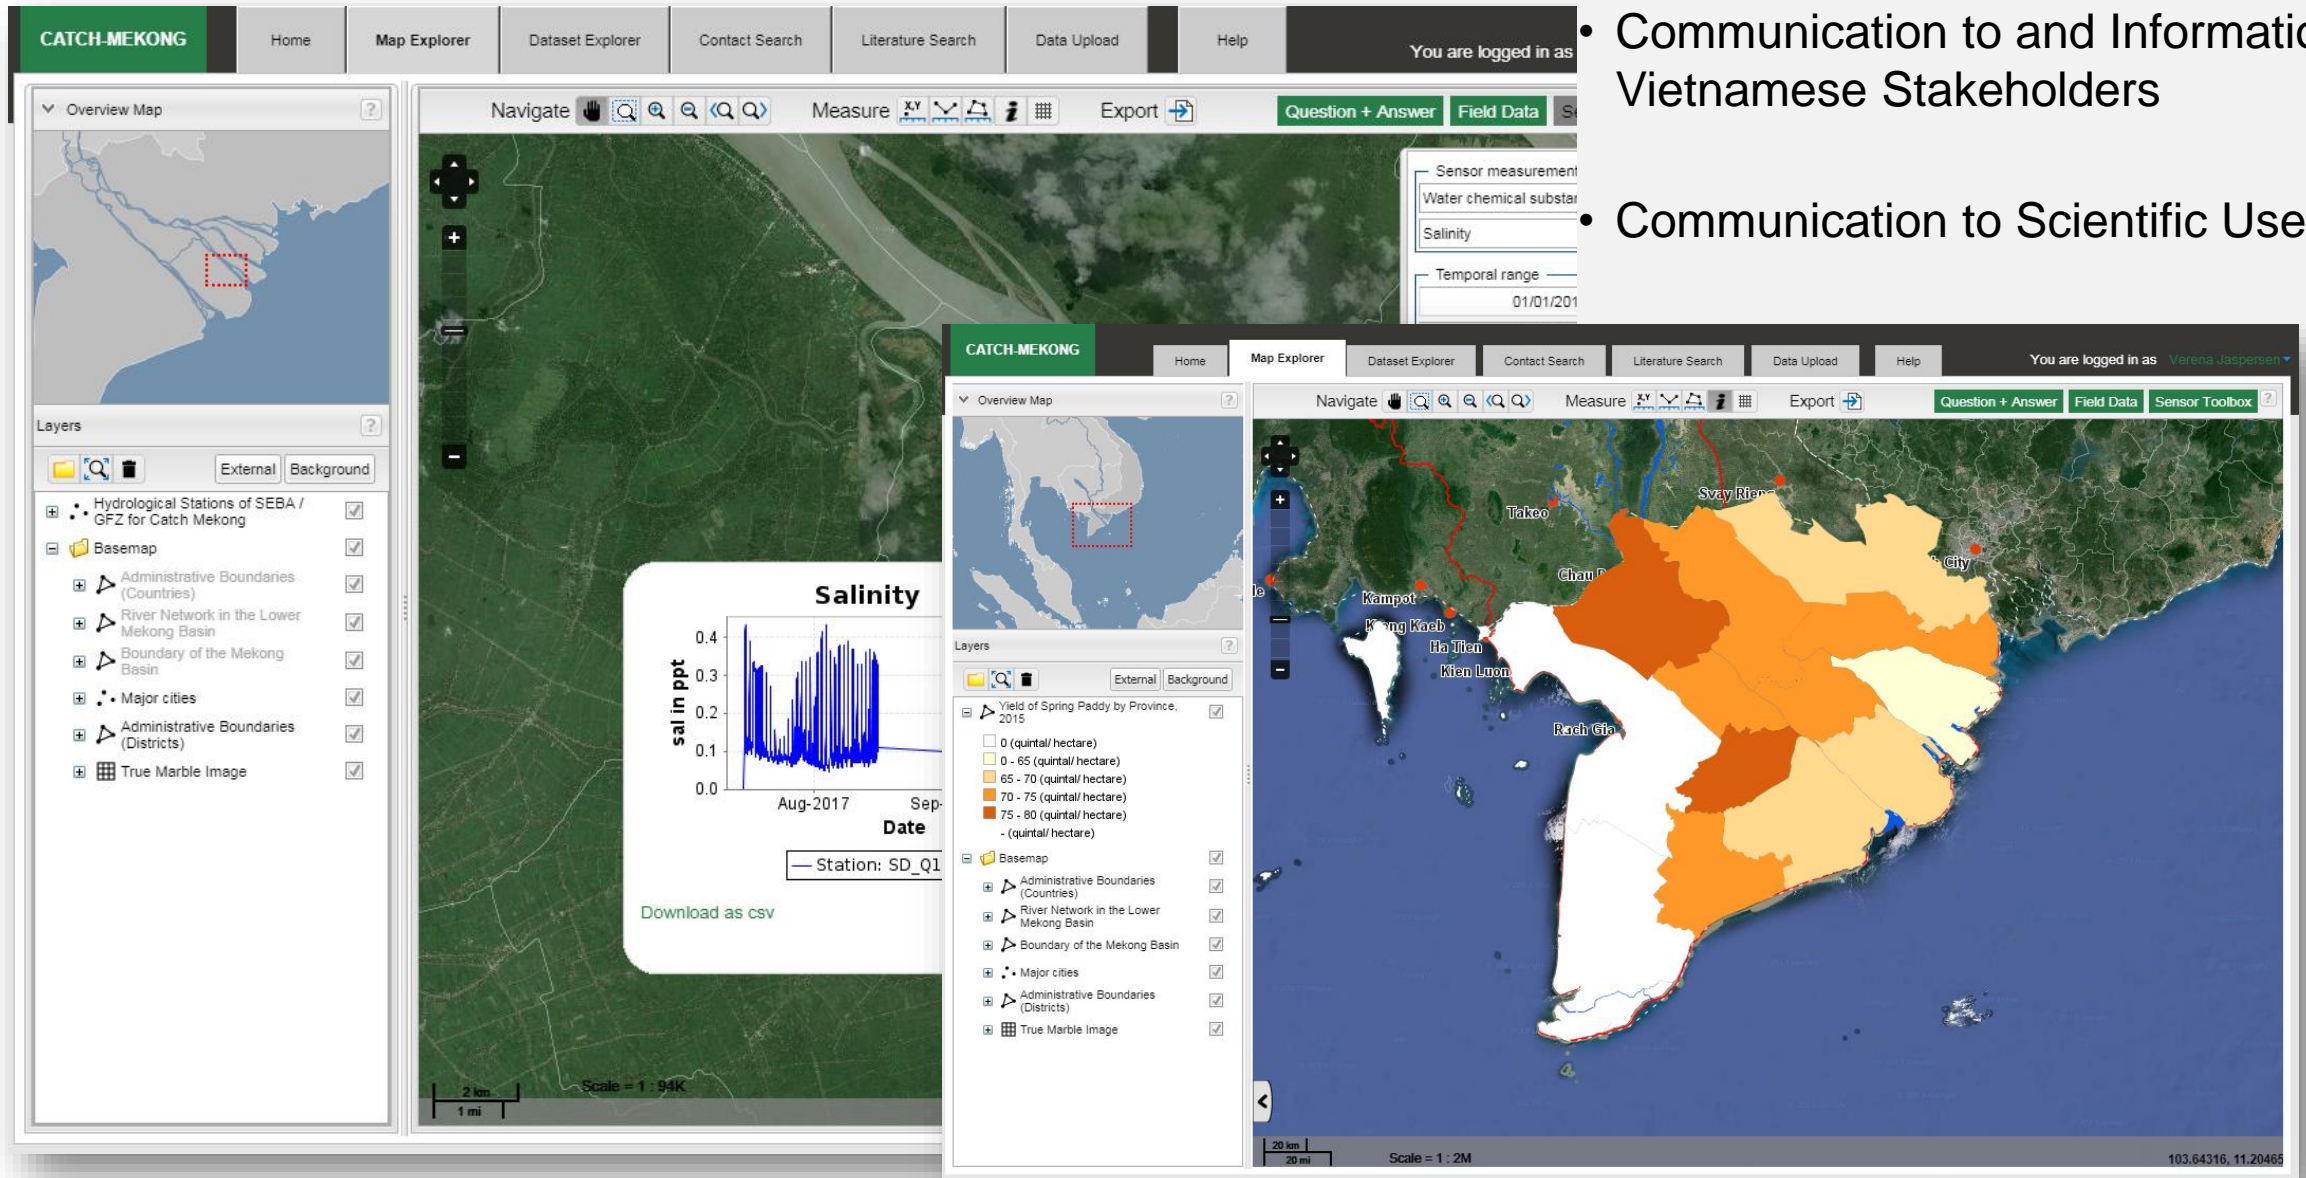 CATCH-MEKONG
Home
Map Explorer
Dataset Explorer
Contact Search
Literature Search
Data Upload
Help
You are logged in as
• Communication to and
Vietnamese Stakeholders
• Communication to Scientific
Overview Map
?
Navigate
Measure
X,Y
Export
Question + Answer
Field Data
Sensor measurement
Water chemical
Salinity
Temporal range
Layers
?
External
Background
Hydrological Stations of SEBA /
GFZ for Catch Mekong
Basemap
Administrative Boundaries
(Countries)
River Network in the Lower
Mekong Basin
Boundary of the Mekong
Basin
Major cities
Administrative Boundaries
(Districts)
True Marble Image
Salinity
sal in ppt
0.4
0.3
0.2
0.1
0.0
Aug-2017
Sep-
Date
Station: SD_Q1
Download as csv
2 km
1 mi
Scale = 1 : 94K
CATCH-MEKONG
Home
Map Explorer
Dataset Explorer
Contact Search
Literature Search
Data Upload
Help
You are logged in as Verena Jaspersen
Overview Map
?
Navigate
Measure
X,Y
Export
Question + Answer
Field Data
Sensor Toolbox
?
Layers
?
External
Background
Yield of Spring Paddy by Province,
2015
0 (quintal/ hectare)
0 - 65 (quintal/ hectare)
65 - 70 (quintal/ hectare)
70 - 75 (quintal/ hectare)
75 - 80 (quintal/ hectare)
- (quintal/ hectare)
Basemap
Administrative Boundaries
(Countries)
River Network in the Lower
Mekong Basin
Boundary of the Mekong Basin
Major cities
Administrative Boundaries
(Districts)
True Marble Image
Svay Rieng
Takeo
Chau
City
Kampot
Kaeb
Ha Tien
Kien Luon
Rach Gia
20 km
20 mi
Scale = 1 : 2M
103.64316, 11.20465